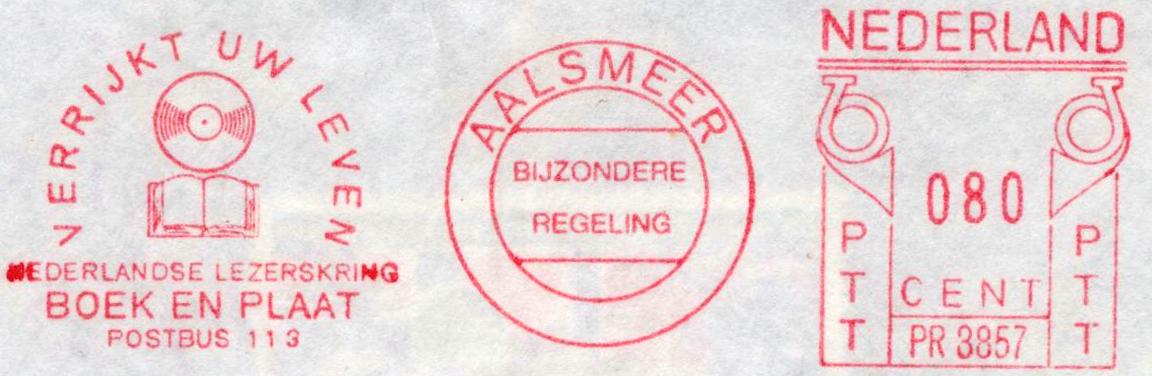 VERRIJKT UW LEVEN
NEDERLANDSE LEZERSKRING
BOEK EN PLAAT
POSTBUS 113
AALSMEER
BIJZONDERE
REGELING
NEDERLAND
080
CENT
PR 3857
PTT
PTT